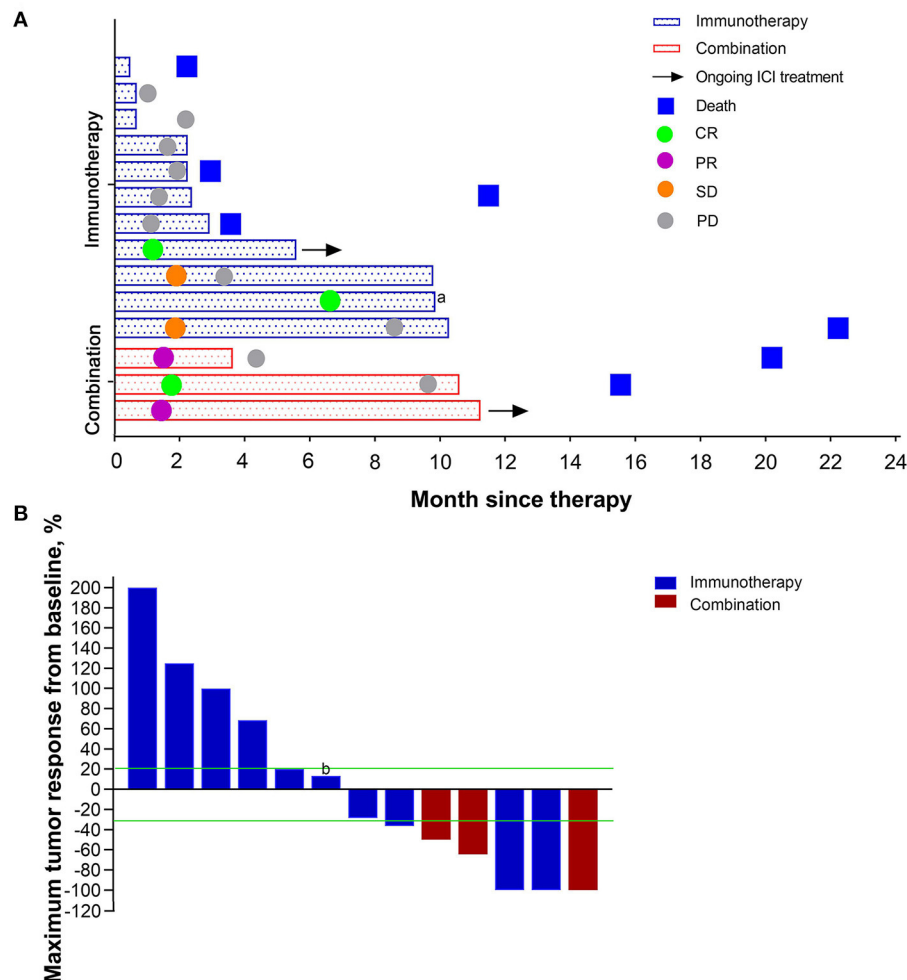 A
Immunotherapy
Combination
Ongoing ICI treatment
Death
CR
PR
SD
PD
Immunotherapy
Combination
a
0 2 4 6 8 10 12 14 16 18 20 22 24
Month since therapy
B
Maximum tumor response from baseline, %
200
180
160
140
120
100
80
60
40
20
0
-20
-40
-60
-80
-100
-120
b
Immunotherapy
Combination